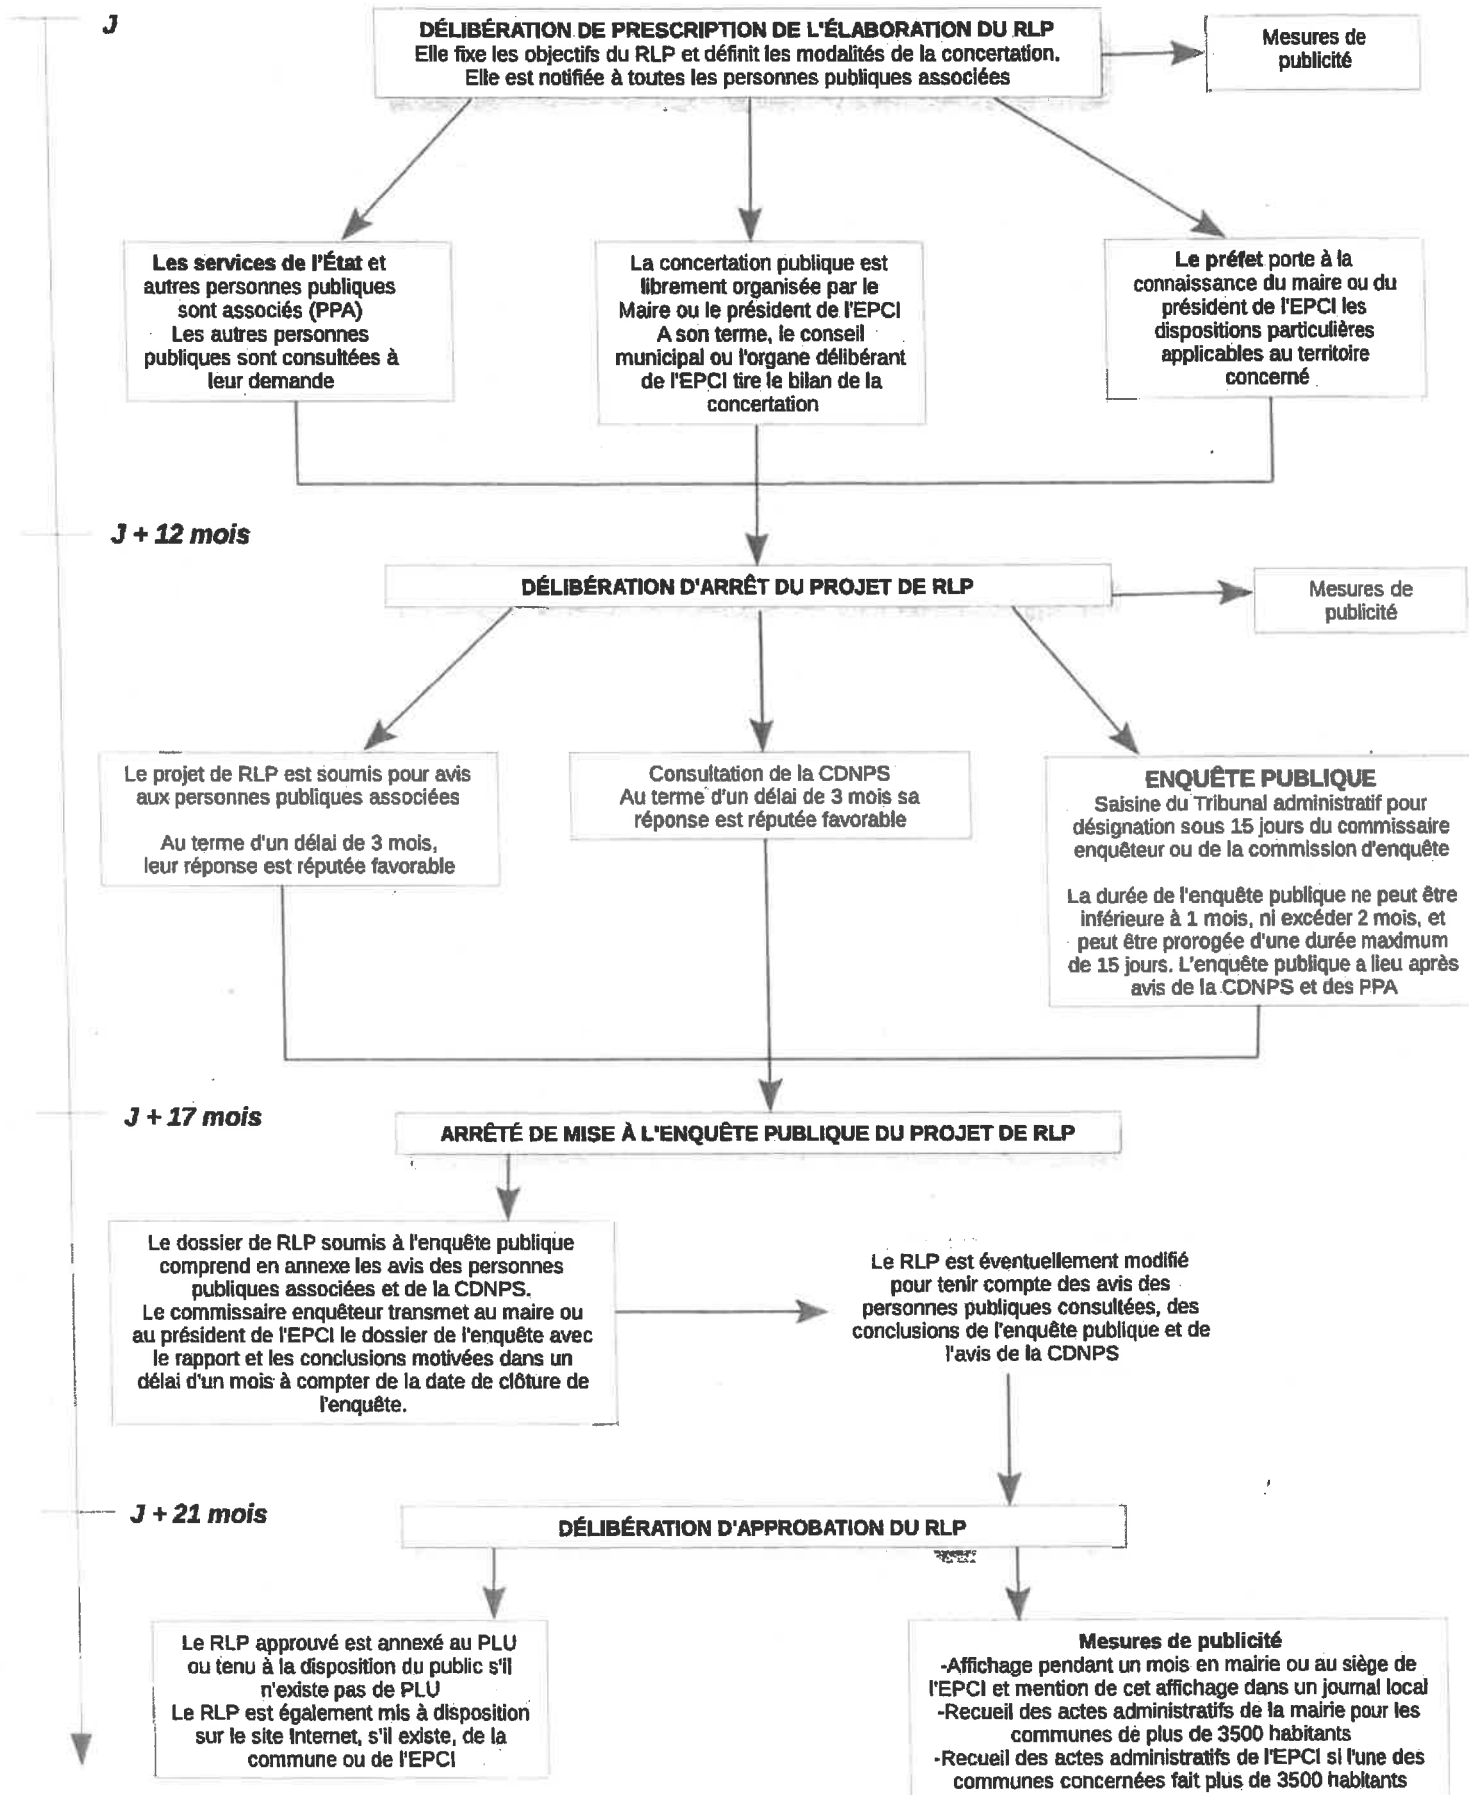 J
DÉLIBÉRATION DE PRESCRIPTION DE L'ÉLABORATION DU RLP
Elle fixe les objectifs du RLP et définit les modalités de la concertation.
Elle est notifiée à toutes les personnes publiques associées
Mesures de
publicité
Les services de l'État et
autres personnes publiques
sont associés (PPA)
Les autres personnes
publiques sont consultées à
leur demande
La concertation publique est
librement organisée par le
Maire ou le président de l'EPCI
A son terme, le conseil
municipal ou l'organe délibérant
de l'EPCI tire le bilan de la
concertation
Le préfet porte à la
connaissance du maire ou du
président de l'EPCI les
dispositions particulières
applicables au territoire
concerné
J + 12 mois
DÉLIBÉRATION D'ARRÊT DU PROJET DE RLP
Mesures de
publicité
Le projet de RLP est soumis pour avis
aux personnes publiques associées
Au terme d'un délai de 3 mois,
leur réponse est réputée favorable
Consultation de la CDNPS
Au terme d'un délai de 3 mois sa
réponse est réputée favorable
ENQUÊTE PUBLIQUE
Saisine du Tribunal administratif pour
désignation sous 15 jours du commissaire
enquêteur ou de la commission d'enquête
La durée de l'enquête publique ne peut être
inférieure à 1 mois, ni excéder 2 mois, et
peut être prorogée d'une durée maximum
de 15 jours. L'enquête publique a lieu après
avis de la CDNPS et des PPA
J + 17 mois
ARRÊTÉ DE MISE À L'ENQUÊTE PUBLIQUE DU PROJET DE RLP
Le dossier de RLP soumis à l'enquête publique
comprend en annexe les avis des personnes
publiques associées et de la CDNPS.
Le commissaire enquêteur transmet au maire ou
au président de l'EPCI le dossier de l'enquête avec
le rapport et les conclusions motivées dans un
délai d'un mois à compter de la date de clôture de
l'enquête.
Le RLP est éventuellement modifié
pour tenir compte des avis des
personnes publiques consultées, des
conclusions de l'enquête publique et de
l'avis de la CDNPS
J + 21 mois
DÉLIBÉRATION D'APPROBATION DU RLP
Le RLP approuvé est annexé au PLU
ou tenu à la disposition du public s'il
n'existe pas de PLU
Le RLP est également mis à disposition
sur le site Internet, s'il existe, de la
commune ou de l'EPCI
Mesures de publicité
-Affichage pendant un mois en mairie ou au siège de
l'EPCI et mention de cet affichage dans un journal local
-Recueil des actes administratifs de la mairie pour les
communes de plus de 3500 habitants
-Recueil des actes administratifs de l'EPCI si l'une des
communes concernées fait plus de 3500 habitants